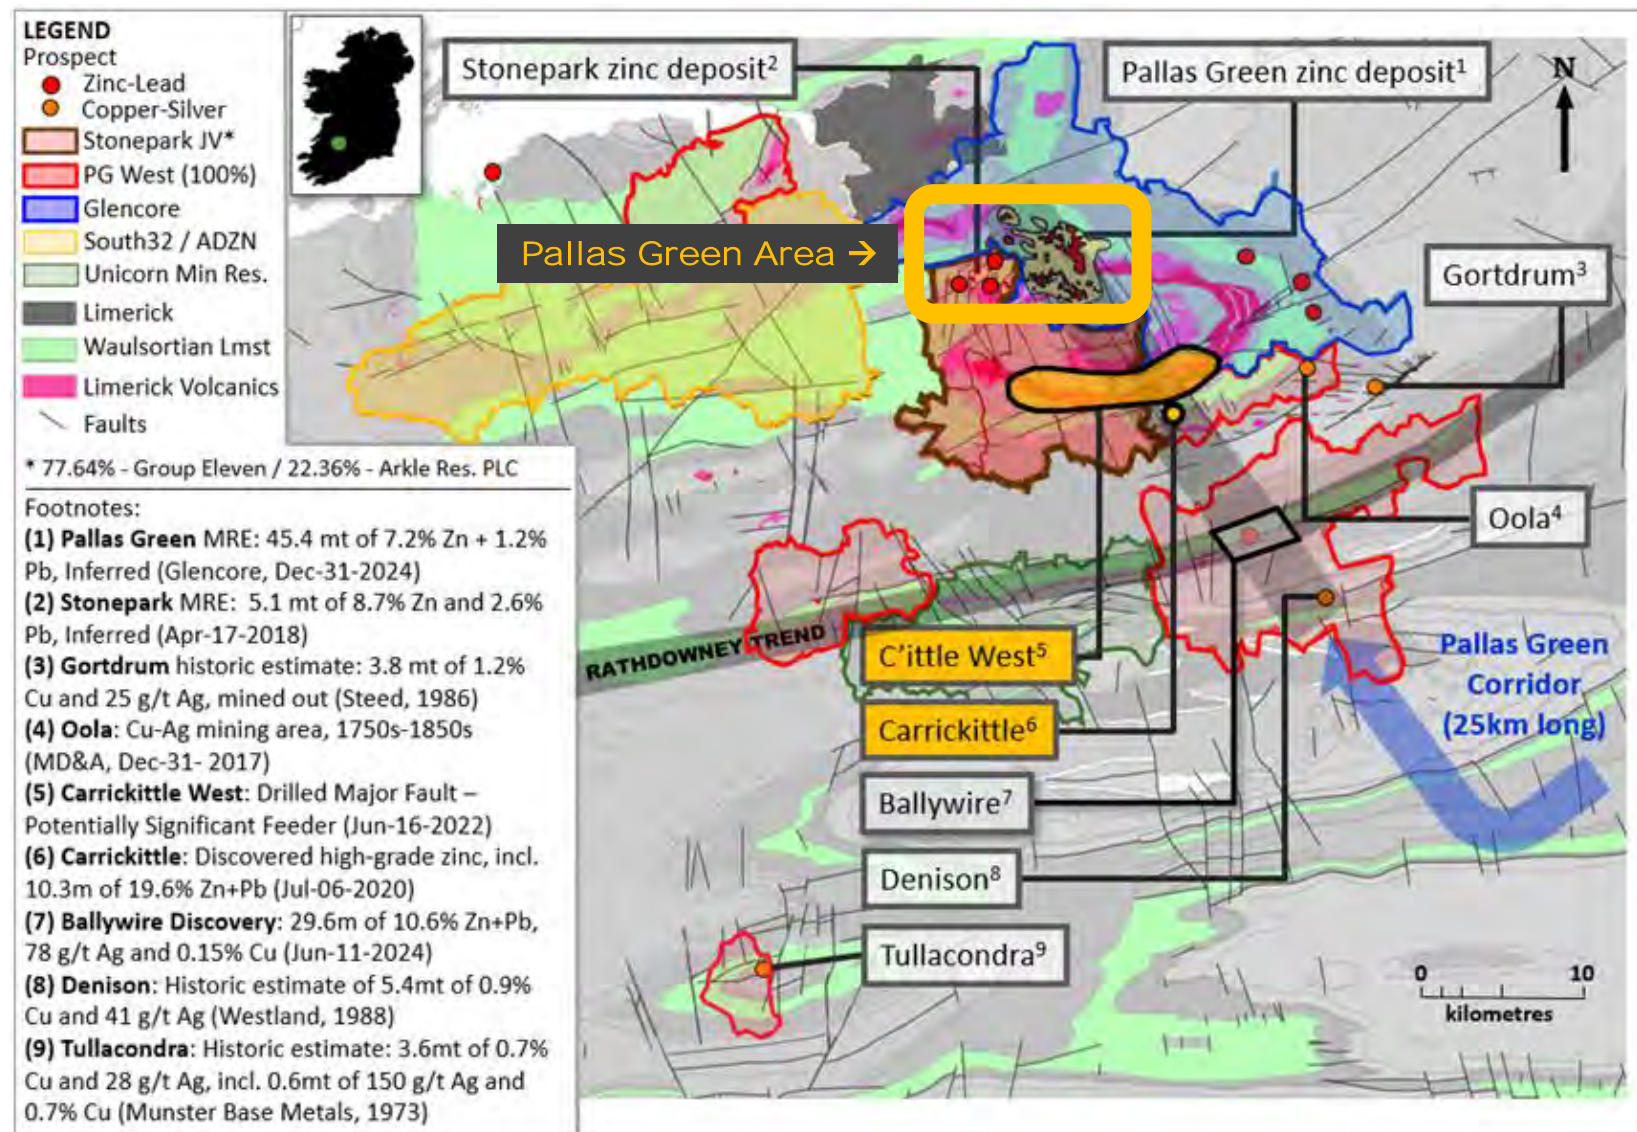 LEGEND
Prospect
Zinc-Lead
Copper-Silver
Stonepark JV*
PG West (100%)
Glencore
South32 / ADZN
Unicorn Min Res.
Limerick
Waulsortian Lmst
Limerick Volcanics
Faults
* 77.64% - Group Eleven / 22.36% - Arkle Res. PLC
Footnotes:
(1) Pallas Green MRE: 45.4 mt of 7.2% Zn + 1.2%
Pb, Inferred (Glencore, Dec-31-2024)
(2) Stonepark MRE: 5.1 mt of 8.7% Zn and 2.6%
Pb, Inferred (Apr-17-2018)
(3) Gortdrum historic estimate: 3.8 mt of 1.2%
Cu and 25 g/t Ag, mined out (Steed, 1986)
(4) Oola: Cu-Ag mining area, 1750s-1850s
(MD&A, Dec-31- 2017)
(5) Carrickittle West: Drilled Major Fault –
Potentially Significant Feeder (Jun-16-2022)
(6) Carrickittle: Discovered high-grade zinc, incl.
10.3m of 19.6% Zn+Pb (Jul-06-2020)
(7) Ballywire Discovery: 29.6m of 10.6% Zn+Pb,
78 g/t Ag and 0.15% Cu (Jun-11-2024)
(8) Denison: Historic estimate of 5.4mt of 0.9%
Cu and 41 g/t Ag (Westland, 1988)
(9) Tullacondra: Historic estimate: 3.6mt of 0.7%
Cu and 28 g/t Ag, incl. 0.6mt of 150 g/t Ag and
0.7% Cu (Munster Base Metals, 1973)
Stonepark zinc deposit²
Pallas Green zinc deposit¹
N
Pallas Green Area →
Gortdrum³
Oola⁴
RATHDOWNEY TREND
C'ittle West⁵
Carrickittle⁶
Ballywire⁷
Denison⁸
Tullacondra⁹
Pallas Green
Corridor
(25km long)
0 10
kilometres